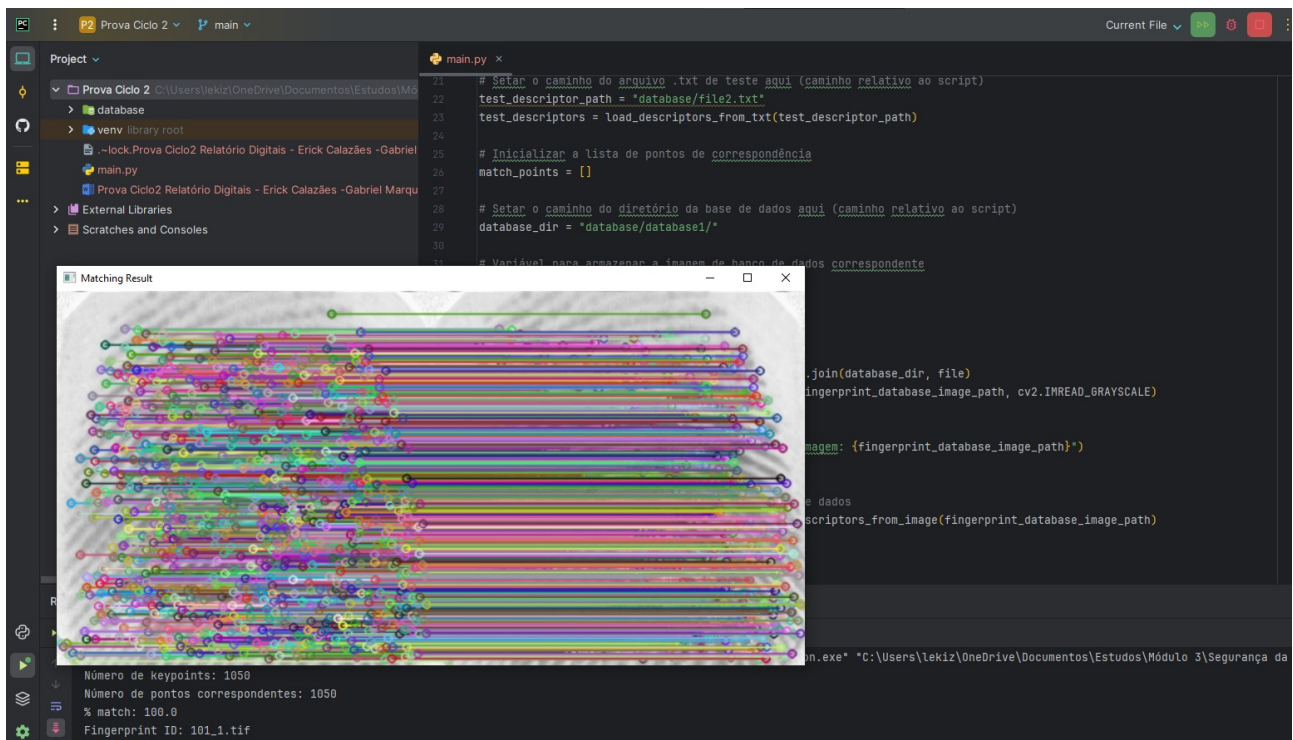 PC
P2 Prova Ciclo 2 main Current File
Project
main.py
Prova Ciclo 2 C:\Users\lekiz\OneDrive\Documentos\Estudos\Mó
database
venv library root
.~lock.Prova Ciclo2 Relatório Digitais - Erick Calazães -Gabriel
main.py
Prova Ciclo2 Relatório Digitais - Erick Calazães -Gabriel Marqu
External Libraries
Scratches and Consoles
21 # Setar o caminho do arquivo .txt de teste aqui (caminho relativo ao script)
22 test_descriptor_path = "database/file2.txt"
23 test_descriptors = load_descriptors_from_txt(test_descriptor_path)
24
25 # Inicializar a lista de pontos de correspondência
26 match_points = []
27
28 # Setar o caminho do diretório da base de dados aqui (caminho relativo ao script)
29 database_dir = "database/database1/"
30
31 # Variável para armazenar a imagem de banco de dados correspondente
Matching Result
.join(database_dir, file)
ingerprint_database_image_path, cv2.IMREAD_GRAYSCALE)
magem: {fingerprint_database_image_path}")
e dados
scriptors_from_image(fingerprint_database_image_path)
R
on.exe" "C:\Users\lekiz\OneDrive\Documentos\Estudos\Módulo 3\Segurança da
Número de keypoints: 1050
Número de pontos correspondentes: 1050
% match: 100.0
Fingerprint ID: 101_1.tif